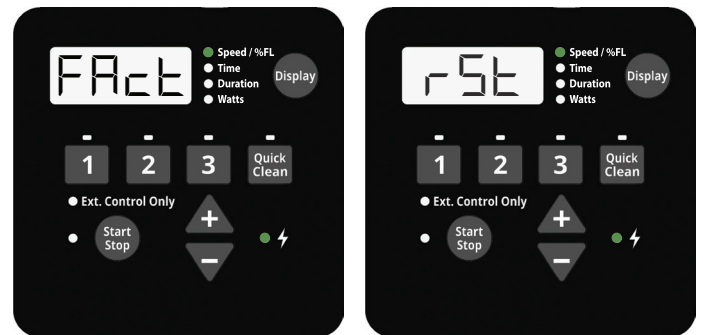 FAct
Speed / %FL
Time
Duration
Watts
Display
1
2
3
Quick
Clean
Ext. Control Only
Start
Stop
+
−
rSt
Speed / %FL
Time
Duration
Watts
Display
1
2
3
Quick
Clean
Ext. Control Only
Start
Stop
+
−